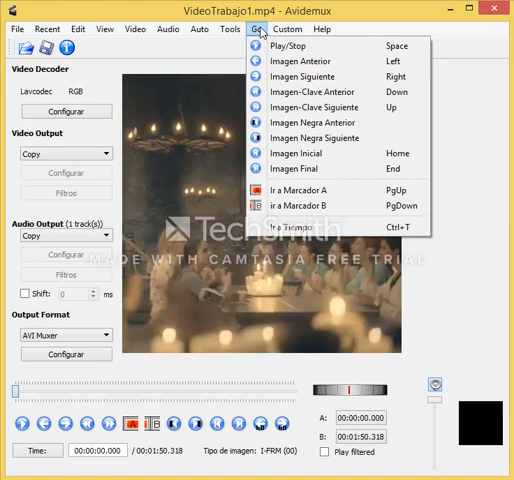 VideoTrabajo1.mp4 - Avidemux
File Recent Edit View Video Audio Auto Tools Go Custom Help
Play/Stop Space
Imagen Anterior Left
Imagen Siguiente Right
Imagen-Clave Anterior Down
Imagen-Clave Siguiente Up
Imagen Negra Anterior
Imagen Negra Siguiente
Imagen Inicial Home
Imagen Final End
Ir a Marcador A PgUp
ir a Marcador B PgDown
Ir a Tiempo Ctrl+T
Video Decoder
Lavcodec RGB
Configurar
Video Output
Copy
Configurar
Filtros
Audio Output (1 track(s))
Copy
Configurar
Filtros
Shift: 0 ms
Output Format
AVI Muxer
Configurar
TechSmith
MADE WITH CAMTASIA FREE TRIAL
A B
60 60
A: 00:00:00.000
B: 00:01:50.318
Time: 00:00:00.000 / 00:01:50.318 Tipo de imagen: I-FRM (00)
Play filtered